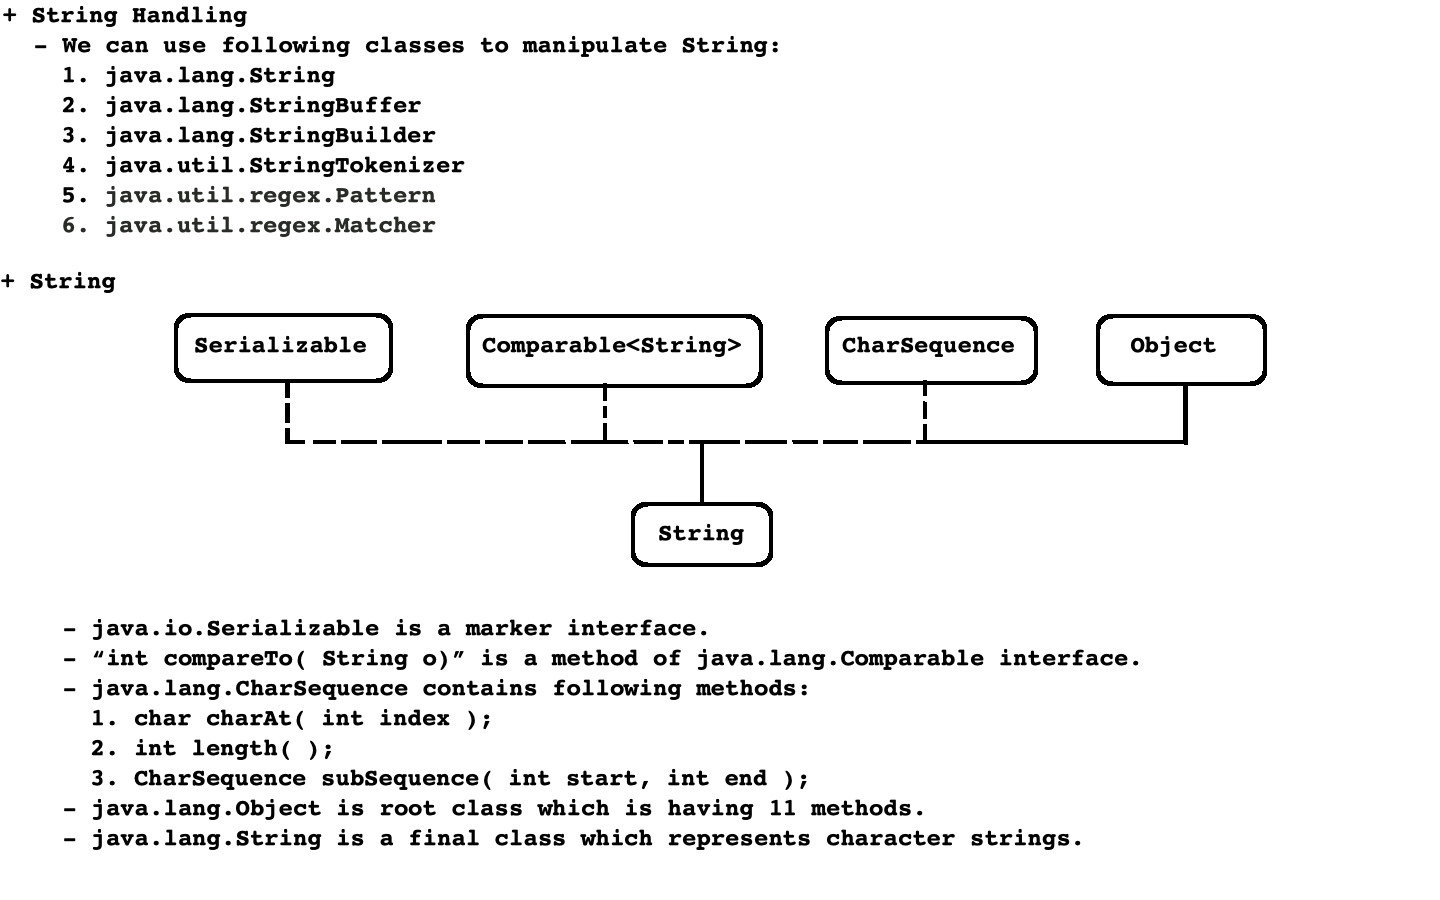 + String Handling
- We can use following classes to manipulate String:
1. java.lang.String
2. java.lang.StringBuffer
3. java.lang.StringBuilder
4. java.util.StringTokenizer
5. java.util.regex.Pattern
6. java.util.regex.Matcher
+ String
Serializable
Comparable<String>
CharSequence
Object
String
- java.io.Serializable is a marker interface.
- “int compareTo( String o)” is a method of java.lang.Comparable interface.
- java.lang.CharSequence contains following methods:
1. char charAt( int index );
2. int length( );
3. CharSequence subSequence( int start, int end );
- java.lang.Object is root class which is having 11 methods.
- java.lang.String is a final class which represents character strings.